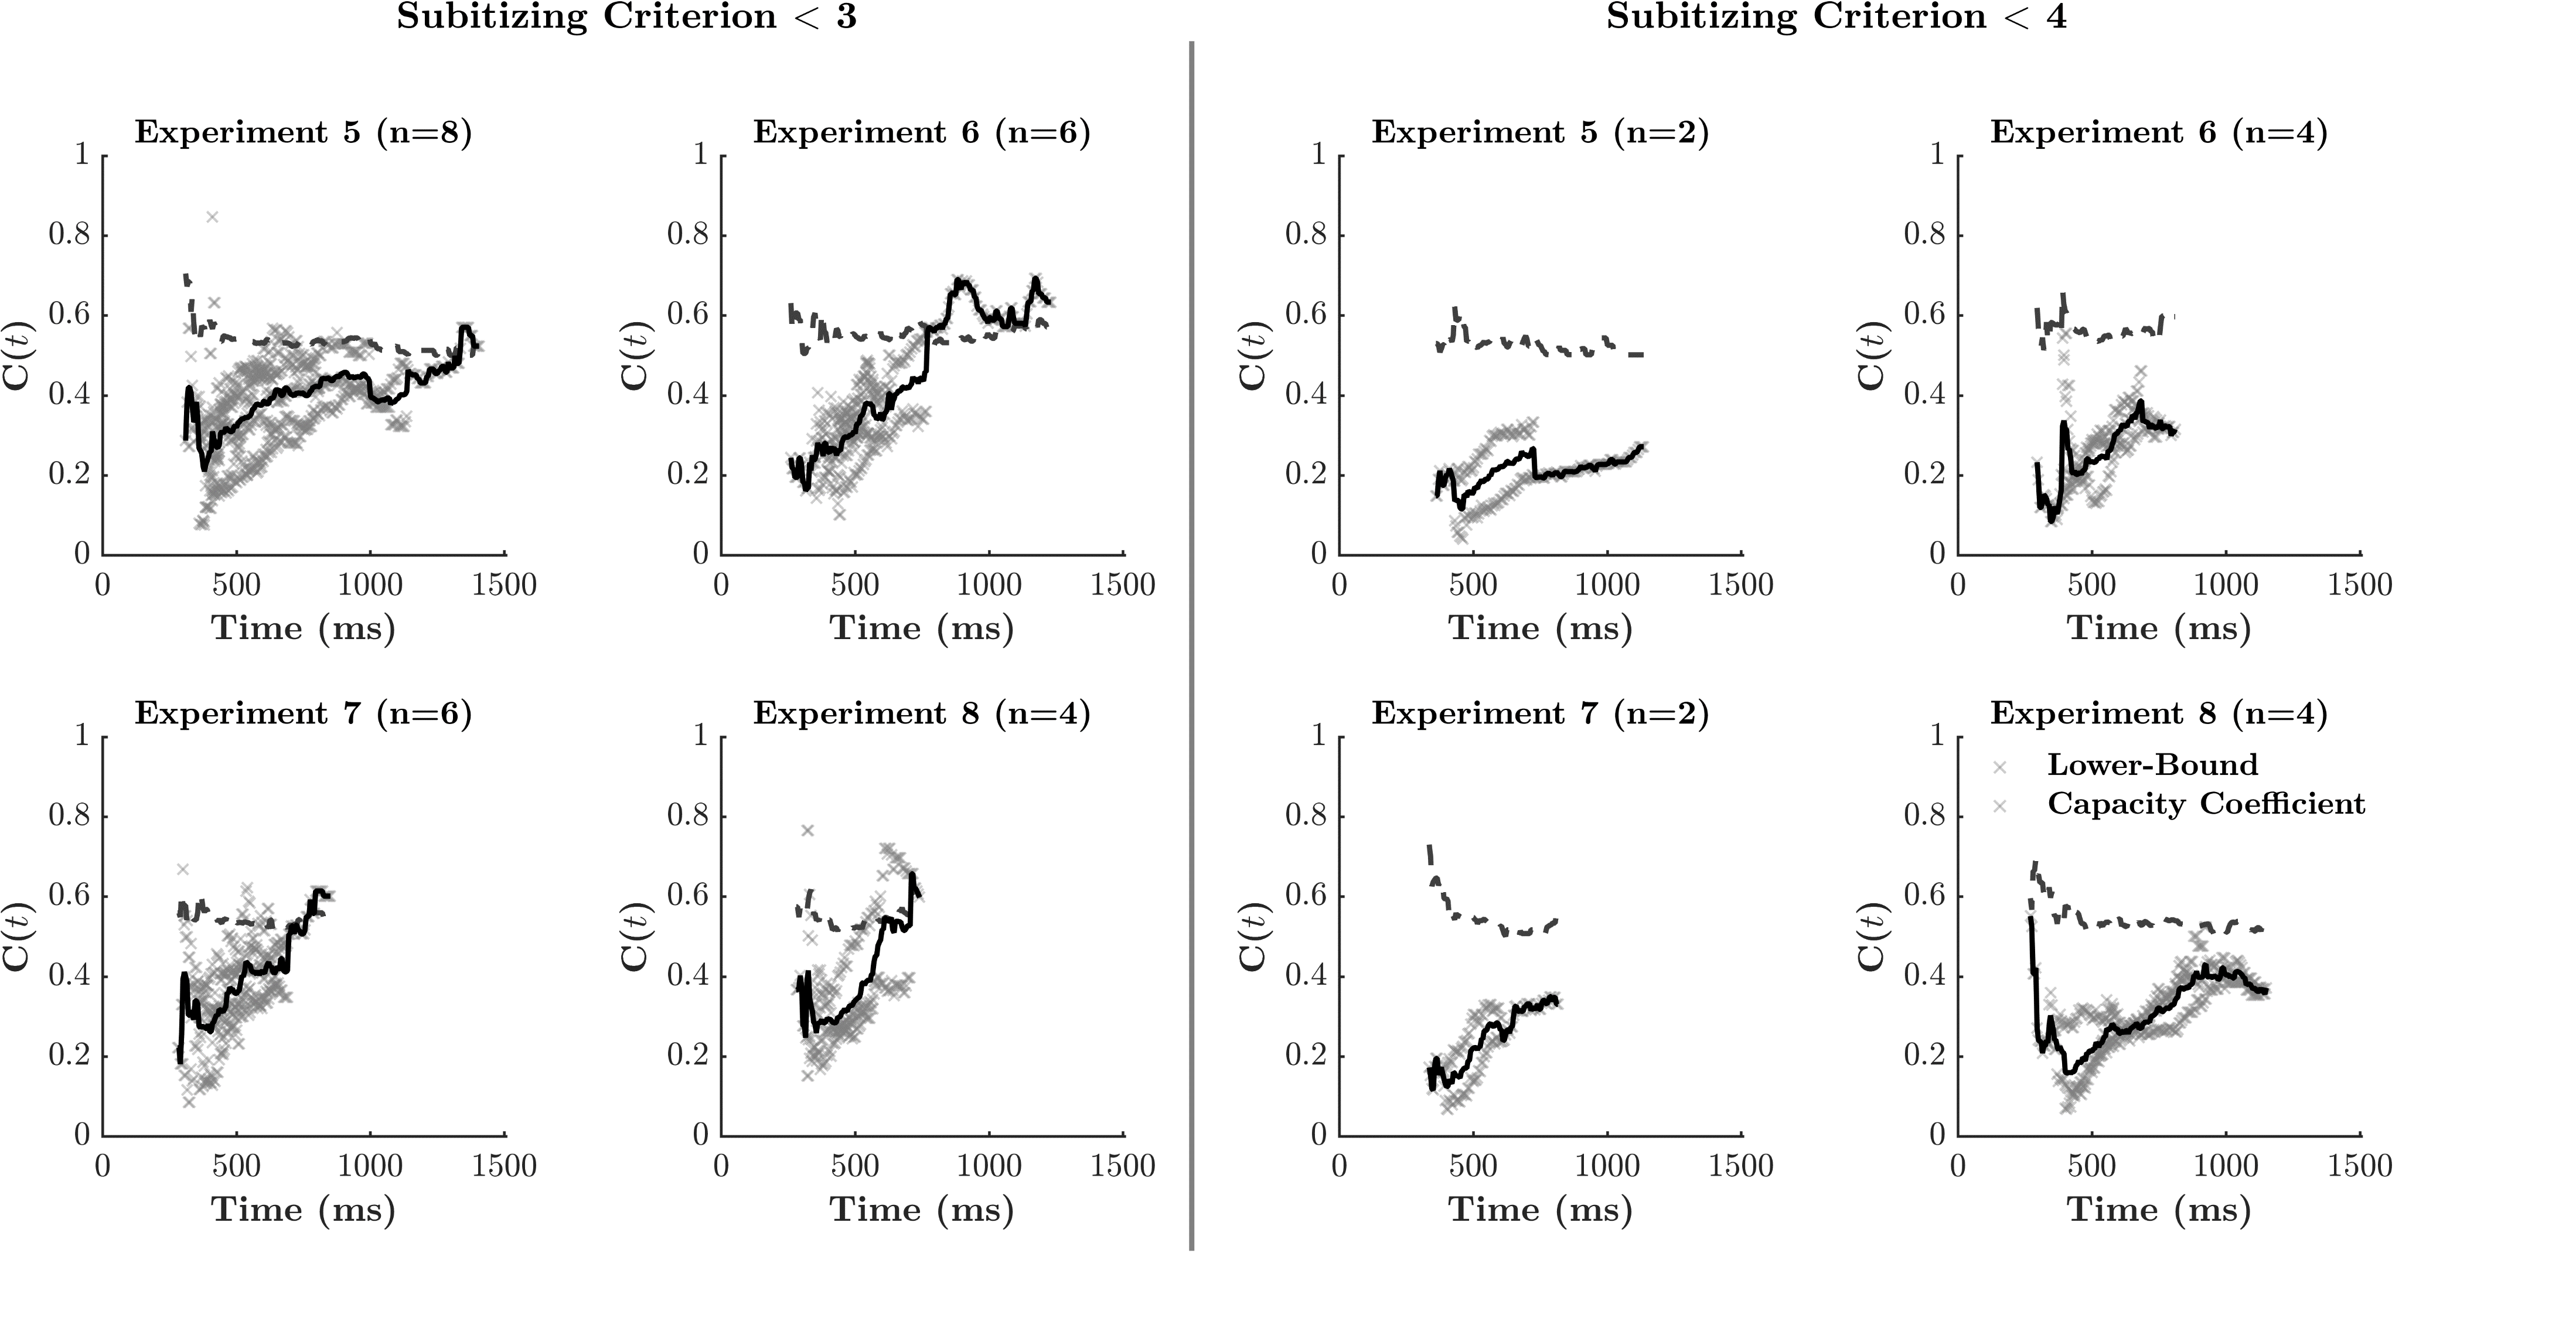 Subitizing Criterion < 3
Subitizing Criterion < 4
Experiment 5 (n=8)
1
0.8
0.6
0.4
0.2
0
C(t)
0 500 1000 1500
Time (ms)
Experiment 6 (n=6)
1
0.8
0.6
0.4
0.2
0
C(t)
0 500 1000 1500
Time (ms)
Experiment 5 (n=2)
1
0.8
0.6
0.4
0.2
0
C(t)
0 500 1000 1500
Time (ms)
Experiment 6 (n=4)
1
0.8
0.6
0.4
0.2
0
C(t)
0 500 1000 1500
Time (ms)
Experiment 7 (n=6)
1
0.8
0.6
0.4
0.2
0
C(t)
0 500 1000 1500
Time (ms)
Experiment 8 (n=4)
1
0.8
0.6
0.4
0.2
0
C(t)
0 500 1000 1500
Time (ms)
Experiment 7 (n=2)
1
0.8
0.6
0.4
0.2
0
C(t)
0 500 1000 1500
Time (ms)
Experiment 8 (n=4)
Lower-Bound
Capacity Coefficient
1
0.8
0.6
0.4
0.2
0
C(t)
0 500 1000 1500
Time (ms)